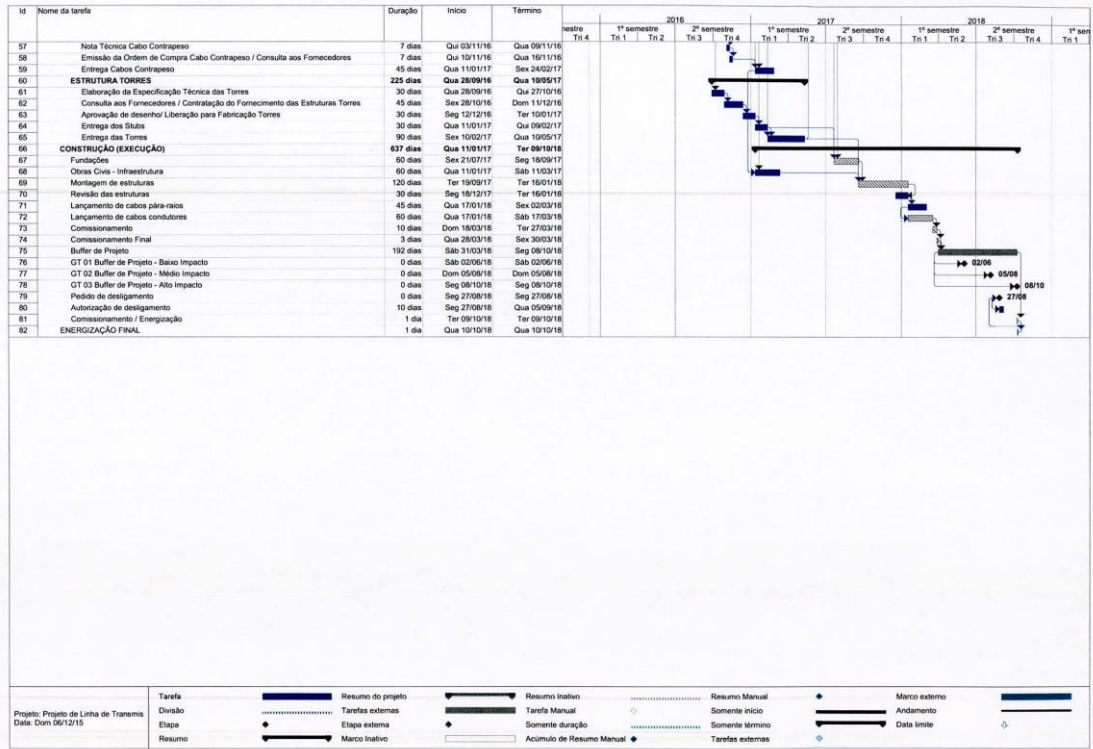 Id Nome da tarefa Duração Início Término
2016 2017 2018
mestre 1º semestre 2º semestre 1º semestre 2º semestre 1º semestre 2º semestre 1º sem
Tri 4 Tri 1 Tri 2 Tri 3 Tri 4 Tri 1 Tri 2 Tri 3 Tri 4 Tri 1 Tri 2 Tri 3 Tri 4 Tri 1
57 Nota Técnica Cabo Contrapeso 7 dias Qui 03/11/16 Qua 09/11/16
58 Emissão da Ordem de Compra Cabo Contrapeso / Consulta aos Fornecedores 7 dias Qui 10/11/16 Qua 16/11/16
59 Entrega Cabos Contrapeso 45 dias Qua 11/01/17 Sex 24/02/17
60 ESTRUTURA TORRES 225 dias Qua 28/09/16 Qua 10/05/17
61 Elaboração da Especificação Técnica das Torres 30 dias Qua 28/09/16 Qui 27/10/16
62 Consulta aos Fornecedores / Contratação do Fornecimento das Estruturas Torres 45 dias Sex 28/10/16 Dom 11/12/16
63 Aprovação de desenho/ Liberação para Fabricação Torres 30 dias Seg 12/12/16 Ter 10/01/17
64 Entrega dos Stubs 30 dias Qua 11/01/17 Qui 09/02/17
65 Entrega das Torres 90 dias Sex 10/02/17 Qua 10/05/17
66 CONSTRUÇÃO (EXECUÇÃO) 637 dias Qua 11/01/17 Ter 09/10/18
67 Fundações 60 dias Sex 21/07/17 Seg 18/09/17
68 Obras Civis - Infraestrutura 60 dias Qua 11/01/17 Sáb 11/03/17
69 Montagem de estruturas 120 dias Ter 19/09/17 Ter 16/01/18
70 Revisão das estruturas 30 dias Seg 18/12/17 Ter 16/01/18
71 Lançamento de cabos pára-raios 45 dias Qua 17/01/18 Sex 02/03/18
72 Lançamento de cabos condutores 60 dias Qua 17/01/18 Sáb 17/03/18
73 Comissionamento 10 dias Dom 18/03/18 Ter 27/03/18
74 Comissionamento Final 3 dias Qua 28/03/18 Sex 30/03/18
75 Buffer de Projeto 192 dias Sáb 31/03/18 Seg 08/10/18
76 GT 01 Buffer de Projeto - Baixo Impacto 0 dias Sáb 02/06/18 Sáb 02/06/18 02/06
77 GT 02 Buffer de Projeto - Médio Impacto 0 dias Dom 05/08/18 Dom 05/08/18 05/08
78 GT 03 Buffer de Projeto - Alto Impacto 0 dias Seg 08/10/18 Seg 08/10/18 08/10
79 Pedido de desligamento 0 dias Seg 27/08/18 Seg 27/08/18 27/08
80 Autorização de desligamento 10 dias Seg 27/08/18 Qua 05/09/18
81 Comissionamento / Energização 1 dia Ter 09/10/18 Ter 09/10/18
82 ENERGIZAÇÃO FINAL 1 dia Qua 10/10/18 Qua 10/10/18
Projeto: Projeto de Linha de Transmis
Data: Dom 06/12/15
Tarefa Resumo do projeto Resumo Inativo Resumo Manual Marco externo
Divisão Tarefas externas Tarefa Manual Somente início Andamento
Etapa Etapa externa Somente duração Somente término Data limite
Resumo Marco Inativo Acúmulo de Resumo Manual Tarefas externas